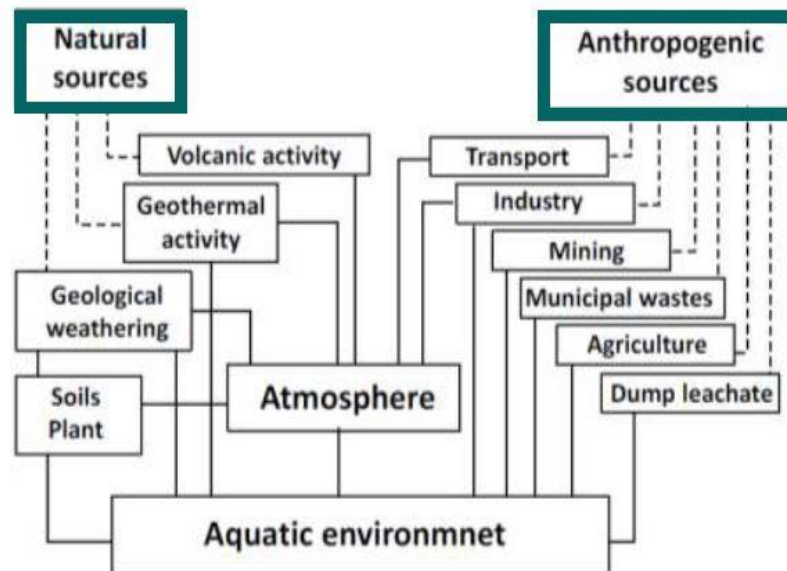 Natural
sources
Anthropogenic
sources
Volcanic activity
Transport
Geothermal
activity
Industry
Mining
Geological
weathering
Municipal wastes
Agriculture
Soils
Plant
Atmosphere
Dump leachate
Aquatic environmnet